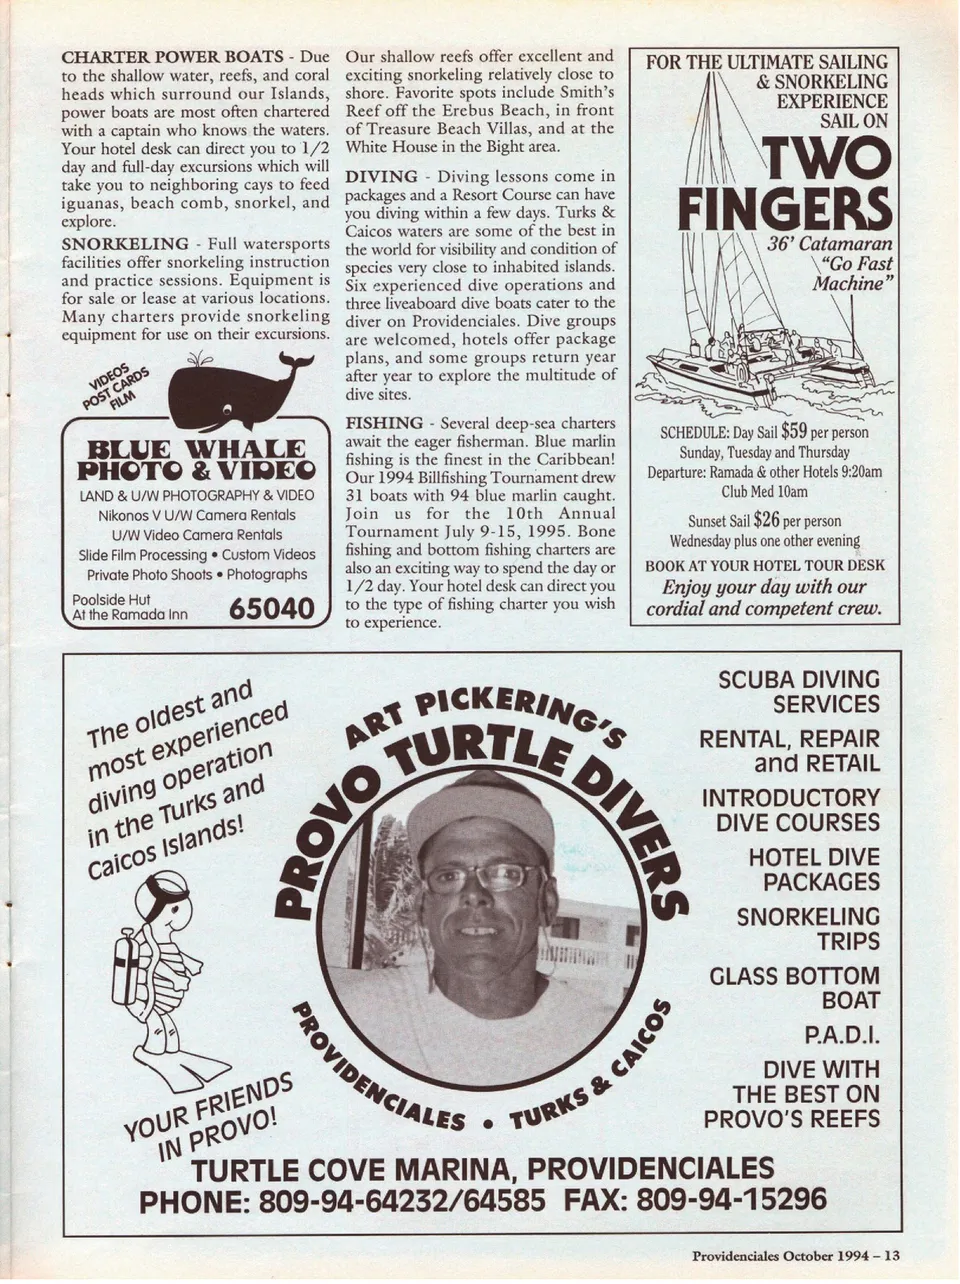 CHARTER POWER BOATS - Due
to the shallow water, reefs, and coral
heads which surround our Islands,
power boats are most often chartered
with a captain who knows the waters.
Your hotel desk can direct you to 1/2
day and full-day excursions which will
take you to neighboring cays to feed
iguanas, beach comb, snorkel, and
explore.
SNORKELING - Full watersports
facilities offer snorkeling instruction
and practice sessions. Equipment is
for sale or lease at various locations.
Many charters provide snorkeling
equipment for use on their excursions.
VIDEOS
POST CARDS
FILM
BLUE WHALE
PHOTO & VIDEO
LAND & U/W PHOTOGRAPHY & VIDEO
Nikonos V U/W Camera Rentals
U/W Video Camera Rentals
Slide Film Processing • Custom Videos
Private Photo Shoots • Photographs
Poolside Hut
At the Ramada Inn
65040
Our shallow reefs offer excellent and
exciting snorkeling relatively close to
shore. Favorite spots include Smith's
Reef off the Erebus Beach, in front
of Treasure Beach Villas, and at the
White House in the Bight area.
DIVING - Diving lessons come in
packages and a Resort Course can have
you diving within a few days. Turks &
Caicos waters are some of the best in
the world for visibility and condition of
species very close to inhabited islands.
Six experienced dive operations and
three liveaboard dive boats cater to the
diver on Providenciales. Dive groups
are welcomed, hotels offer package
plans, and some groups return year
after year to explore the multitude of
dive sites.
FISHING - Several deep-sea charters
await the eager fisherman. Blue marlin
fishing is the finest in the Caribbean!
Our 1994 Billfishing Tournament drew
31 boats with 94 blue marlin caught.
Join us for the 10th Annual
Tournament July 9-15, 1995. Bone
fishing and bottom fishing charters are
also an exciting way to spend the day or
1/2 day. Your hotel desk can direct you
to the type of fishing charter you wish
to experience.
FOR THE ULTIMATE SAILING
& SNORKELING
EXPERIENCE
SAIL ON
TWO
FINGERS
36' Catamaran
"Go Fast
Machine"
SCHEDULE: Day Sail $59 per person
Sunday, Tuesday and Thursday
Departure: Ramada & other Hotels 9:20am
Club Med 10am
Sunset Sail $26 per person
Wednesday plus one other evening
BOOK AT YOUR HOTEL TOUR DESK
Enjoy your day with our
cordial and competent crew.
The oldest and
most experienced
diving operation
in the Turks and
Caicos Islands!
YOUR FRIENDS
IN PROVO!
ART PICKERING'S
PROVO TURTLE DIVERS
PROVIDENCIALES • TURKS & CAICOS
SCUBA DIVING
SERVICES
RENTAL, REPAIR
and RETAIL
INTRODUCTORY
DIVE COURSES
HOTEL DIVE
PACKAGES
SNORKELING
TRIPS
GLASS BOTTOM
BOAT
P.A.D.I.
DIVE WITH
THE BEST ON
PROVO'S REEFS
TURTLE COVE MARINA, PROVIDENCIALES
PHONE: 809-94-64232/64585 FAX: 809-94-15296
Providenciales October 1994 – 13